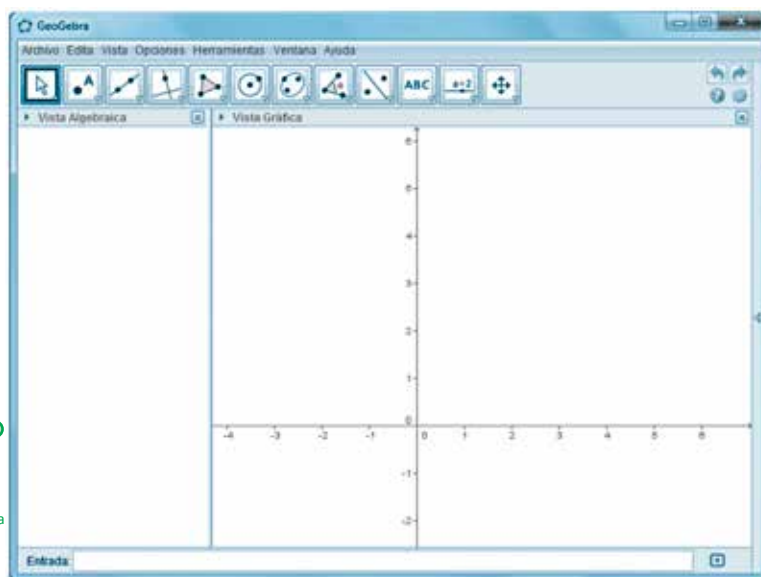 GeoGebra
Archivo Edita Vista Opciones Herramientas Ventana Ayuda
A
ABC
a=2
Vista Algebraica
Vista Gráfica
6
5
4
3
2
1
0
-4 -3 -2 -1 0 1 2 3 4 5 6
-1
-2
a
Entrada: